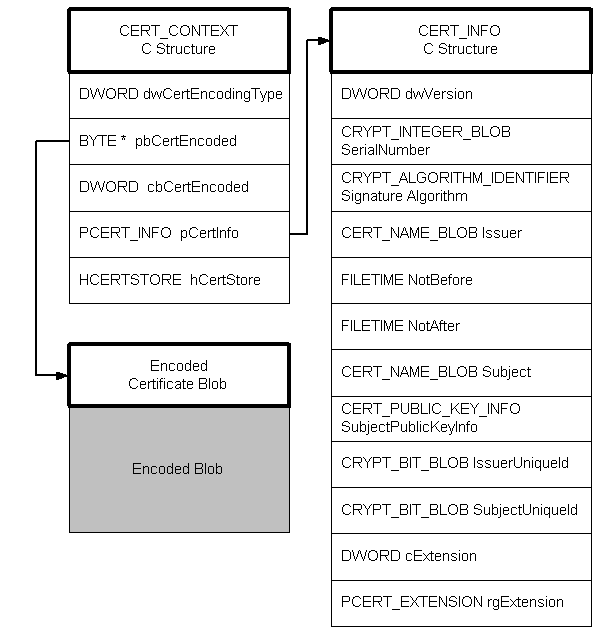 CERT_CONTEXT
C Structure
DWORD dwCertEncodingType
BYTE * pbCertEncoded
DWORD cbCertEncoded
PCERT_INFO pCertInfo
HCERTSTORE hCertStore
Encoded
Certificate Blob
Encoded Blob
CERT_INFO
C Structure
DWORD dwVersion
CRYPT_INTEGER_BLOB
SerialNumber
CRYPT_ALGORITHM_IDENTIFIER
Signature Algorithm
CERT_NAME_BLOB Issuer
FILETIME NotBefore
FILETIME NotAfter
CERT_NAME_BLOB Subject
CERT_PUBLIC_KEY_INFO
SubjectPublicKeyInfo
CRYPT_BIT_BLOB IssuerUniqueId
CRYPT_BIT_BLOB SubjectUniqueId
DWORD cExtension
PCERT_EXTENSION rgExtension